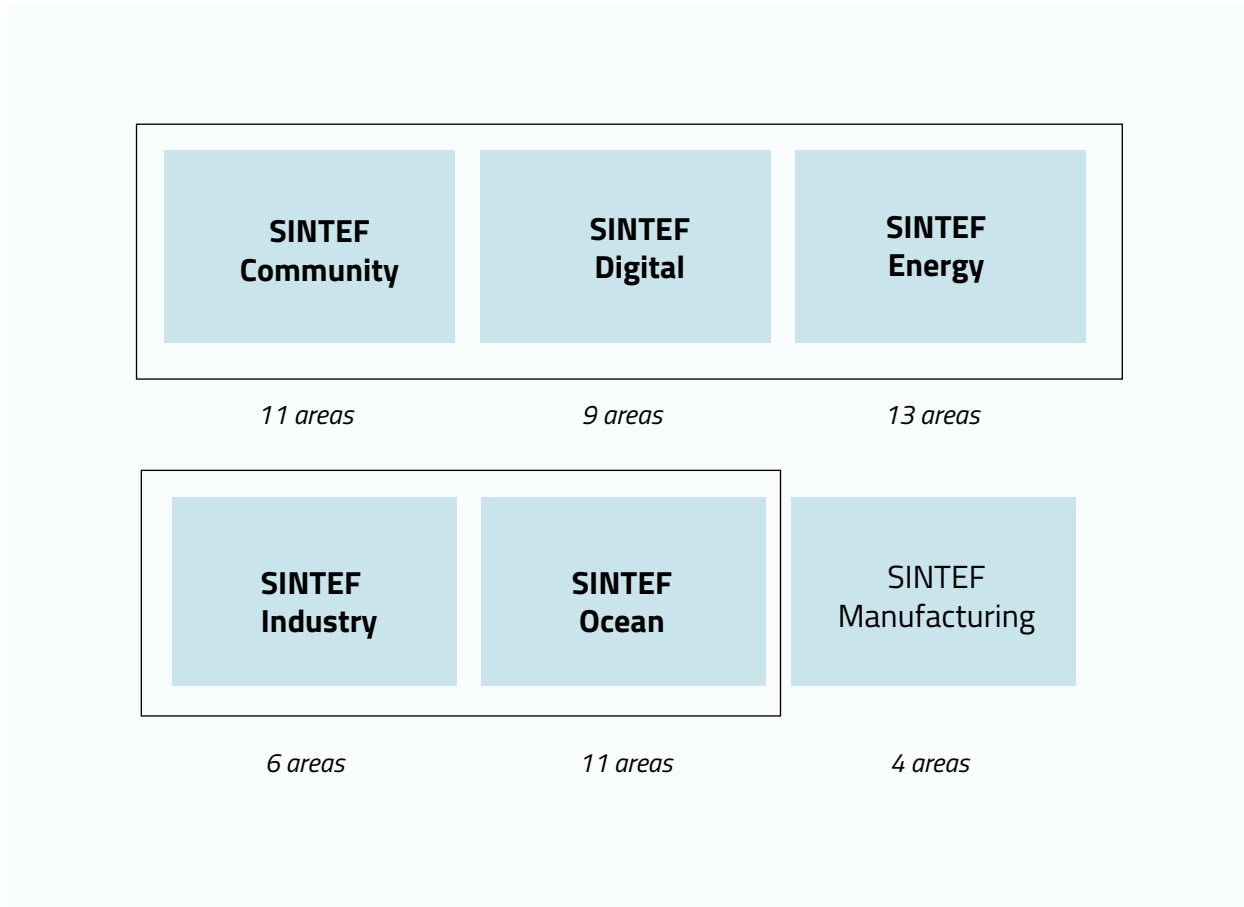 SINTEF
Community
SINTEF
Digital
SINTEF
Energy
11 areas
9 areas
13 areas
SINTEF
Industry
SINTEF
Ocean
SINTEF
Manufacturing
6 areas
11 areas
4 areas